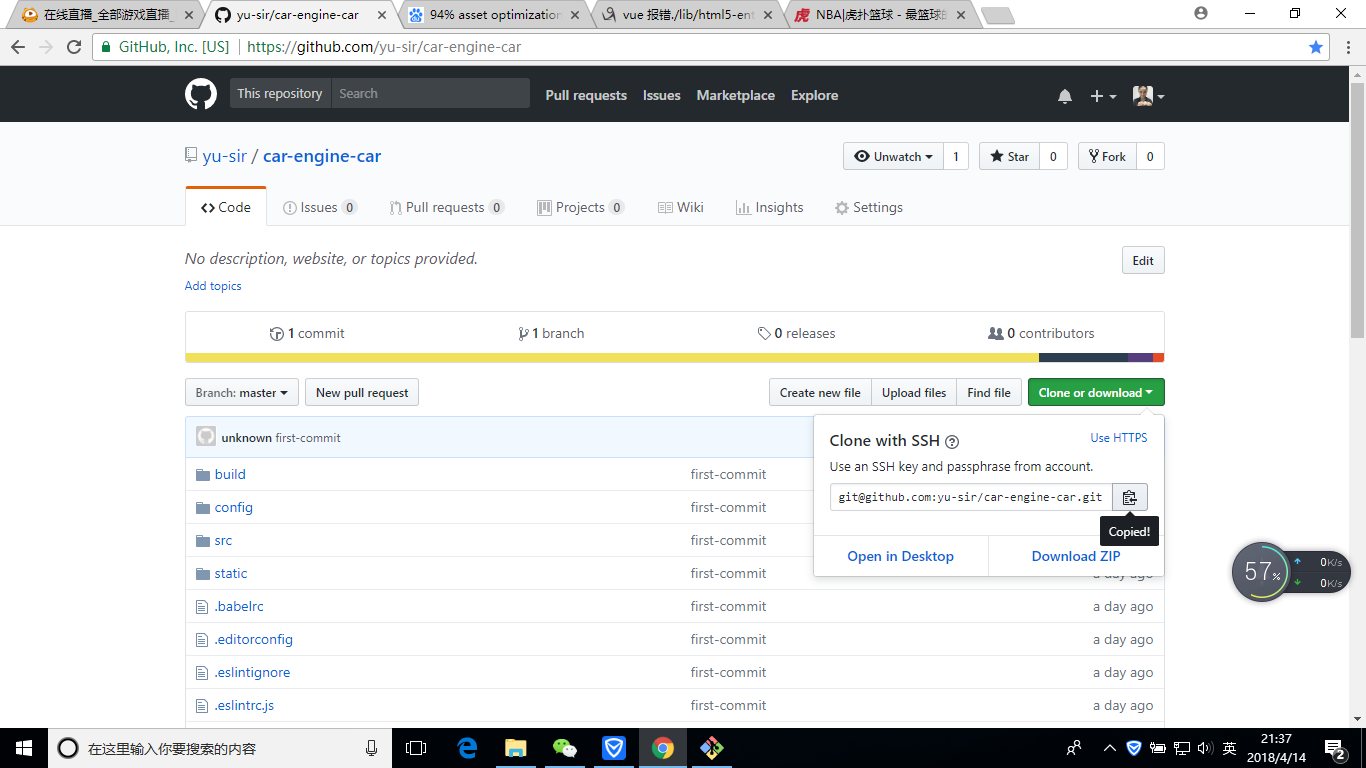 在线直播_全部游戏直播_
yu-sir/car-engine-car
94% asset optimization
vue 报错./lib/html5-ent
NBA|虎扑篮球 - 最篮球的
GitHub, Inc. [US] https://github.com/yu-sir/car-engine-car
This repository Search Pull requests Issues Marketplace Explore
yu-sir / car-engine-car
Unwatch 1 Star 0 Fork 0
Code Issues 0 Pull requests 0 Projects 0 Wiki Insights Settings
No description, website, or topics provided. Edit
Add topics
1 commit 1 branch 0 releases 0 contributors
Branch: master New pull request Create new file Upload files Find file Clone or download
unknown first-commit
Clone with SSH Use HTTPS
Use an SSH key and passphrase from account.
git@github.com:yu-sir/car-engine-car.git
Copied!
Open in Desktop Download ZIP
build first-commit
config first-commit
src first-commit
static first-commit a day ago
.babelrc first-commit a day ago
.editorconfig first-commit a day ago
.eslintignore first-commit a day ago
.eslintrc.js first-commit a day ago
57%
0K/s
0K/s
在这里输入你要搜索的内容
英
21:37
2018/4/14
2